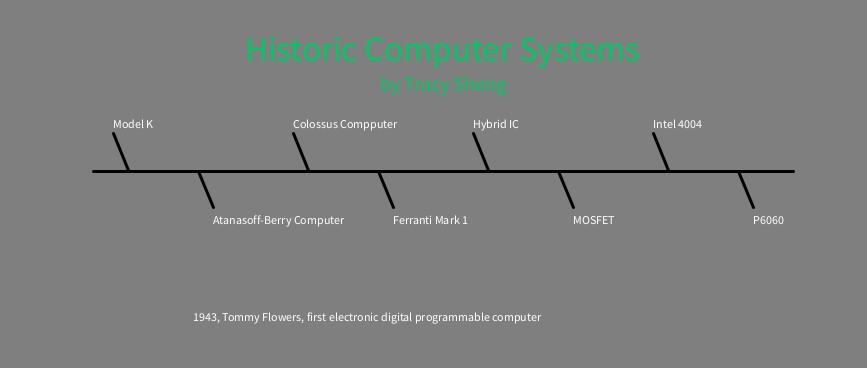 Historic Computer Systems
by Tracy Sheng
Model K
Colossus Compputer
Hybrid IC
Intel 4004
Atanasoff-Berry Computer
Ferranti Mark 1
MOSFET
P6060
1943, Tommy Flowers, first electronic digital programmable computer